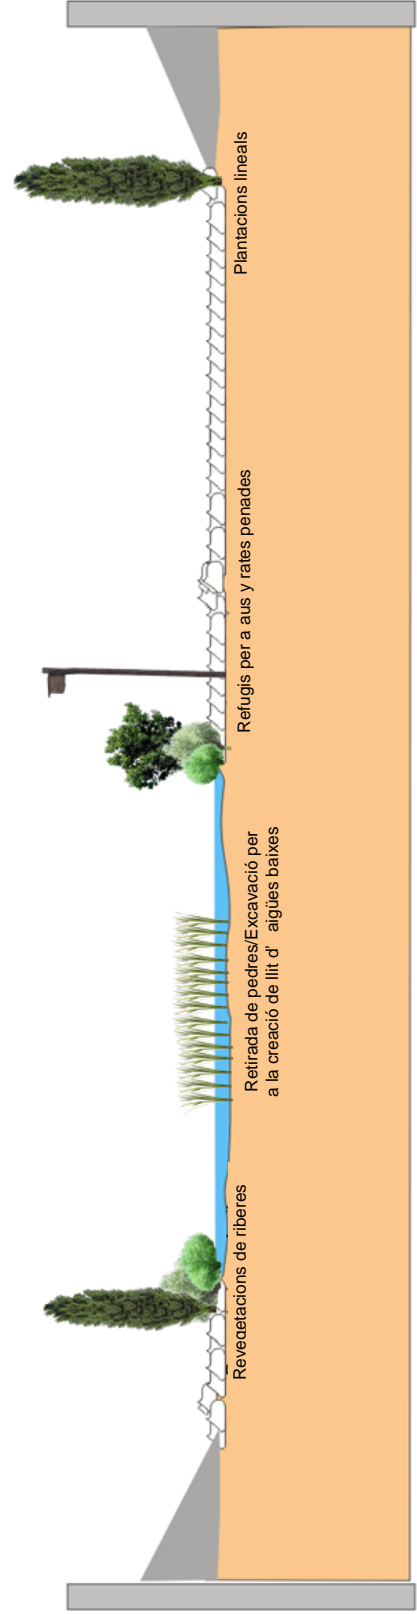 Revegetacions de riberes
Retirada de pedres/Excavació per
a la creació de llit d' aigües baixes
Refugis per a aus y rates penades
Plantacions lineals